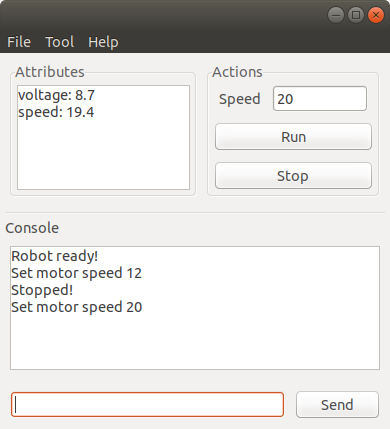 File Tool Help
Attributes
voltage: 8.7
speed: 19.4
Actions
Speed 20
Run
Stop
Console
Robot ready!
Set motor speed 12
Stopped!
Set motor speed 20
Send